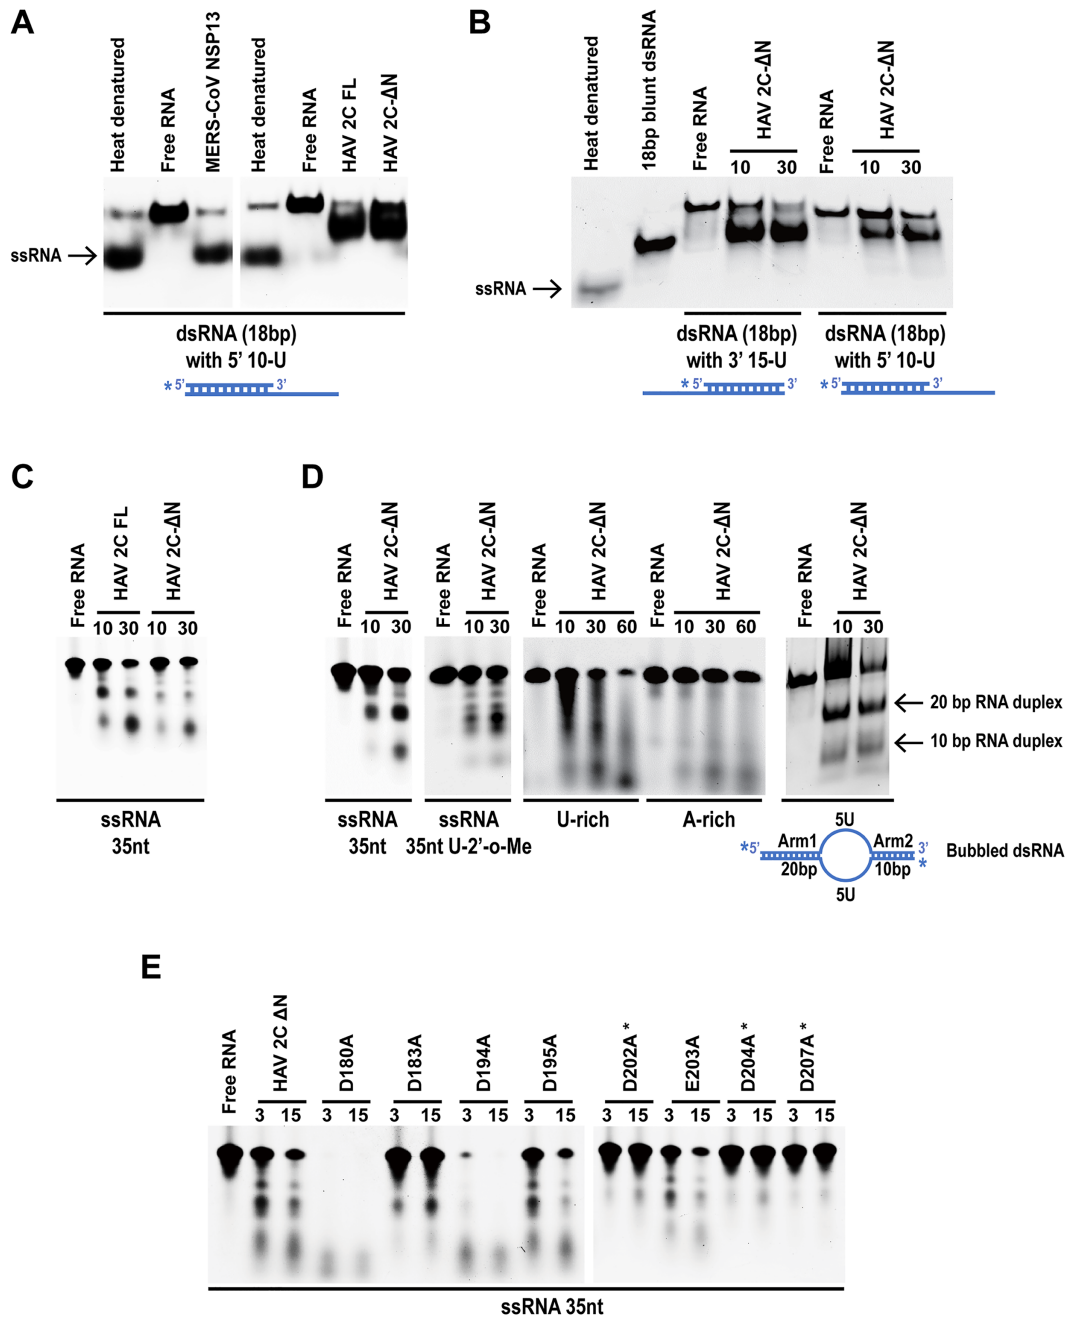 A
Heat denatured
Free RNA
MERS-CoV NSP13
Heat denatured
Free RNA
HAV 2C FL
HAV 2C-ΔN
ssRNA
dsRNA (18bp)
with 5’ 10-U
* 5’ 3’
B
Heat denatured
18bp blunt dsRNA
Free RNA
HAV 2C-ΔN
10 30
Free RNA
HAV 2C-ΔN
10 30
ssRNA
dsRNA (18bp)
with 3’ 15-U
* 5’ 3’
dsRNA (18bp)
with 5’ 10-U
* 5’ 3’
C
Free RNA
HAV 2C FL
HAV 2C-ΔN
10 30 10 30
ssRNA
35nt
D
Free RNA
HAV 2C-ΔN
10 30
ssRNA
35nt
Free RNA
HAV 2C-ΔN
10 30
ssRNA
35nt U-2’-o-Me
Free RNA
HAV 2C-ΔN
10 30 60
U-rich
Free RNA
HAV 2C-ΔN
10 30 60
A-rich
Free RNA
HAV 2C-ΔN
10 30
20 bp RNA duplex
10 bp RNA duplex
5U
* 5’ Arm1 Arm2 3’
20bp 10bp *
5U
Bubbled dsRNA
E
Free RNA
HAV 2C ΔN
D180A
D183A
D194A
D195A
D202A *
E203A
D204A *
D207A *
3 15 3 15 3 15 3 15 3 15 3 15 3 15 3 15 3 15
ssRNA 35nt